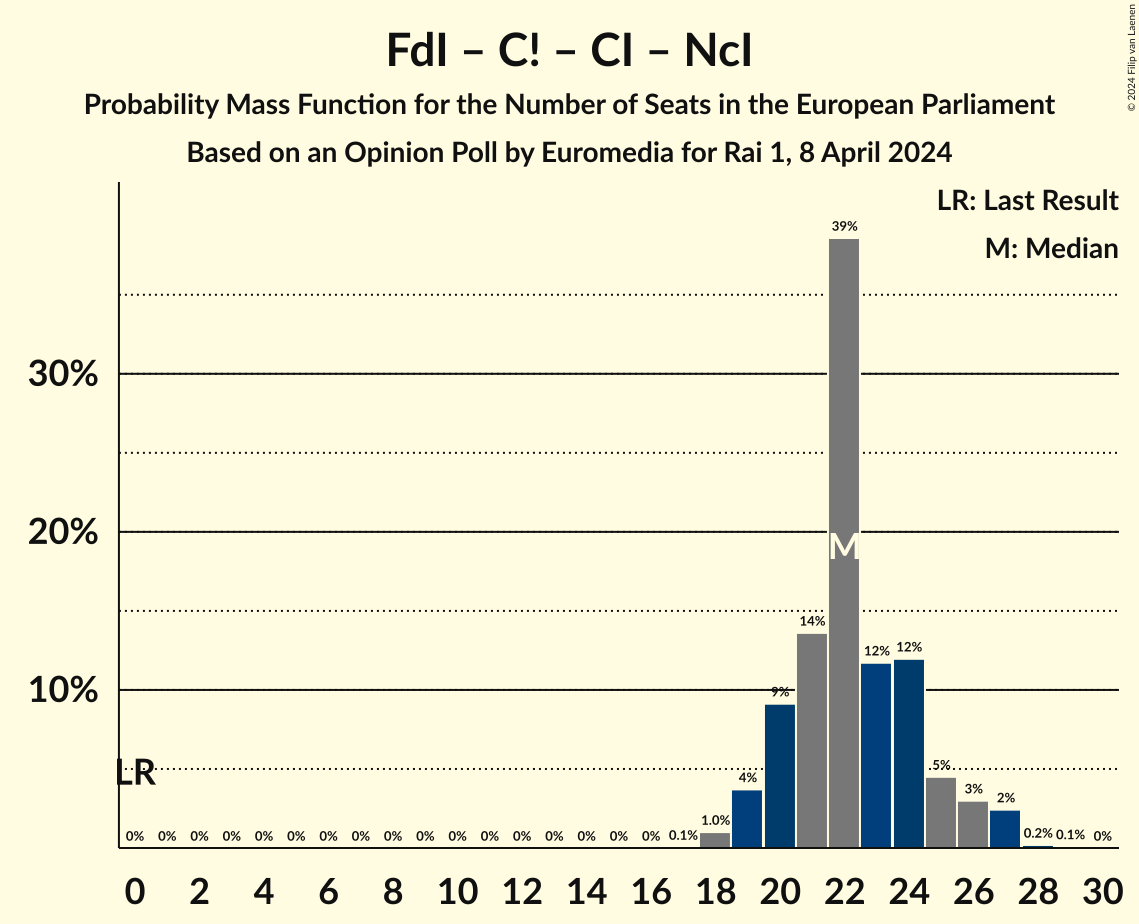 FdI – C! – CI – NcI
Probability Mass Function for the Number of Seats in the European Parliament
Based on an Opinion Poll by Euromedia for Rai 1, 8 April 2024
© 2024 Filip van Laenen
LR: Last Result
M: Median
30%
20%
10%
LR
M
0% 0% 0% 0% 0% 0% 0% 0% 0% 0% 0% 0% 0% 0% 0% 0% 0% 0.1% 1.0% 4% 9% 14% 39% 12% 12% 5% 3% 2% 0.2% 0.1% 0%
0 2 4 6 8 10 12 14 16 18 20 22 24 26 28 30